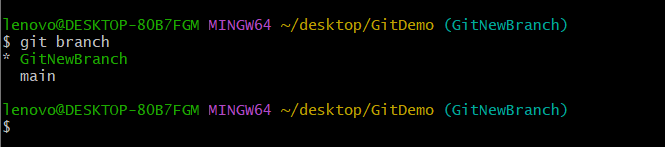 lenovo@DESKTOP-80B7FGM MINGW64 ~/desktop/GitDemo (GitNewBranch)
$ git branch
* GitNewBranch
  main
lenovo@DESKTOP-80B7FGM MINGW64 ~/desktop/GitDemo (GitNewBranch)
$